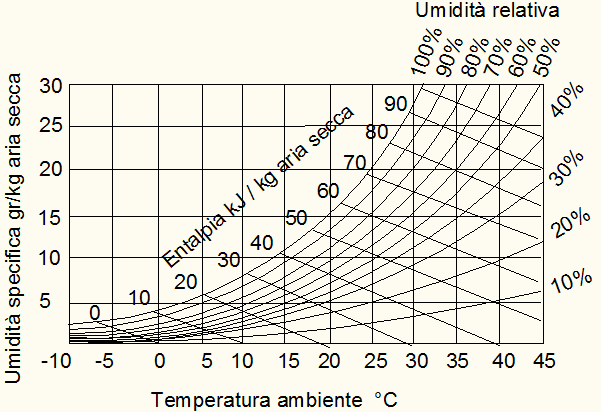 Umidità relativa
100% 90% 80% 70% 60% 50%
40%
30%
20%
10%
Entalpia kJ / kg aria secca
0 10 20 30 40 50 60 70 80 90
Umidità specifica gr/kg aria secca
30
25
20
15
10
5
-10 -5 0 5 10 15 20 25 30 35 40 45
Temperatura ambiente °C